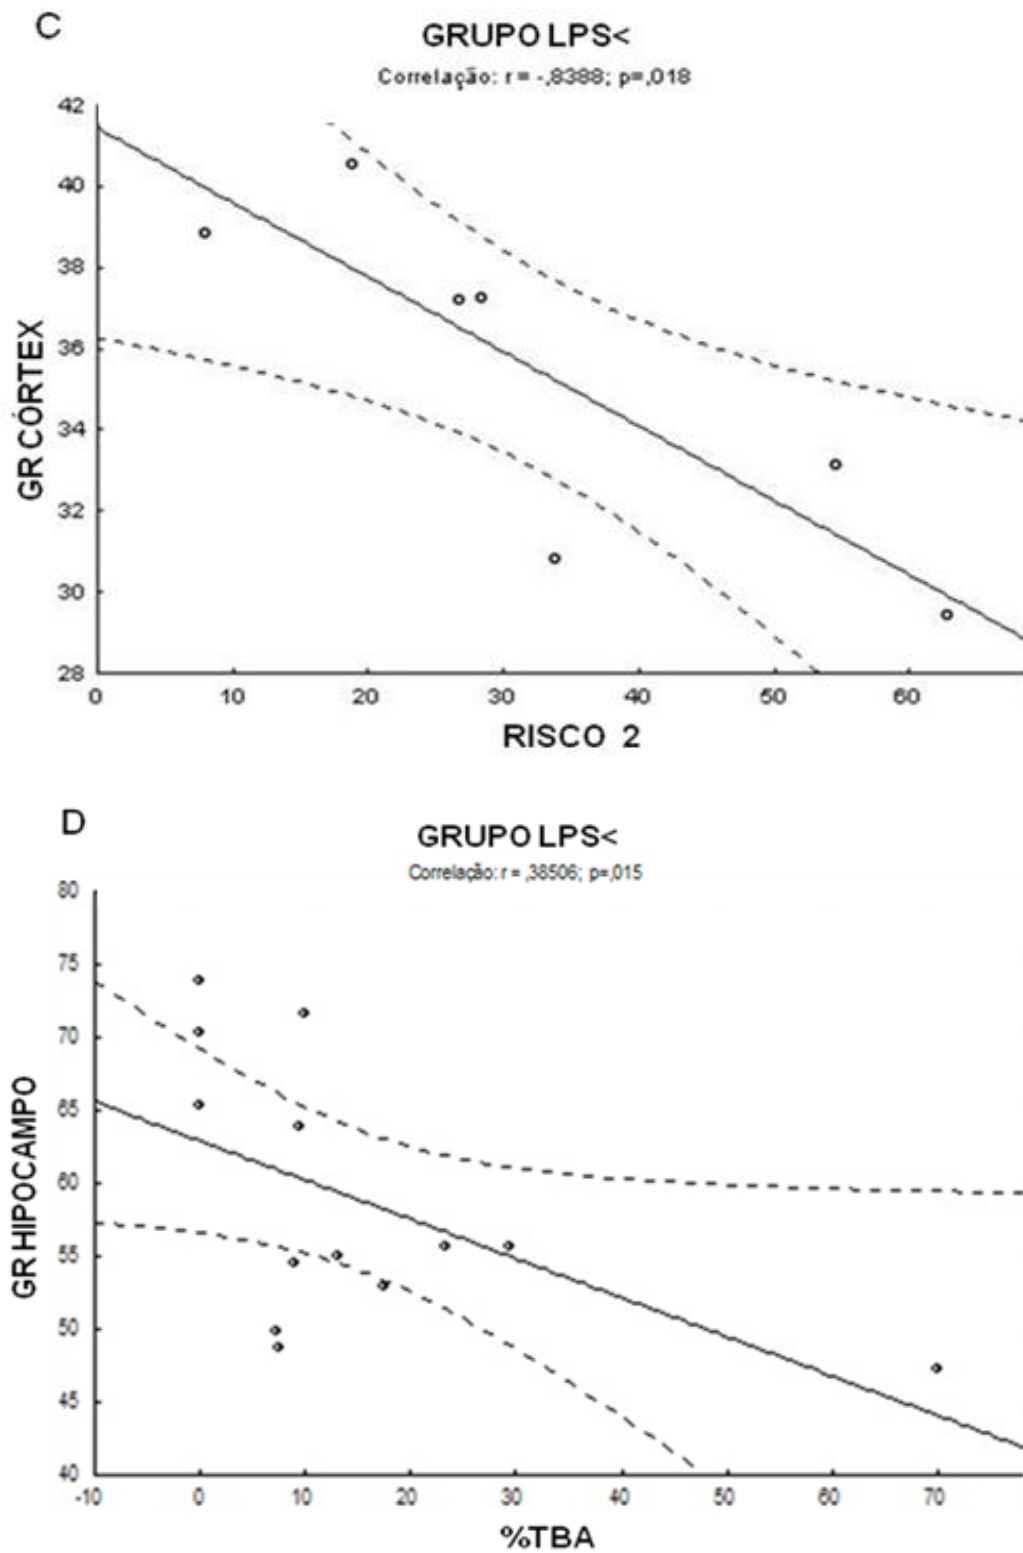 C
GRUPO LPS<
Correlação: r = -,8388; p=,018
42
40
38
36
34
32
30
28
GR CÓRTEX
0 10 20 30 40 50 60
RISCO 2
D
GRUPO LPS<
Correlação: r = ,38506; p=,015
80
75
70
65
60
55
50
45
40
GR HIPOCAMPO
-10 0 10 20 30 40 50 60 70
%TBA